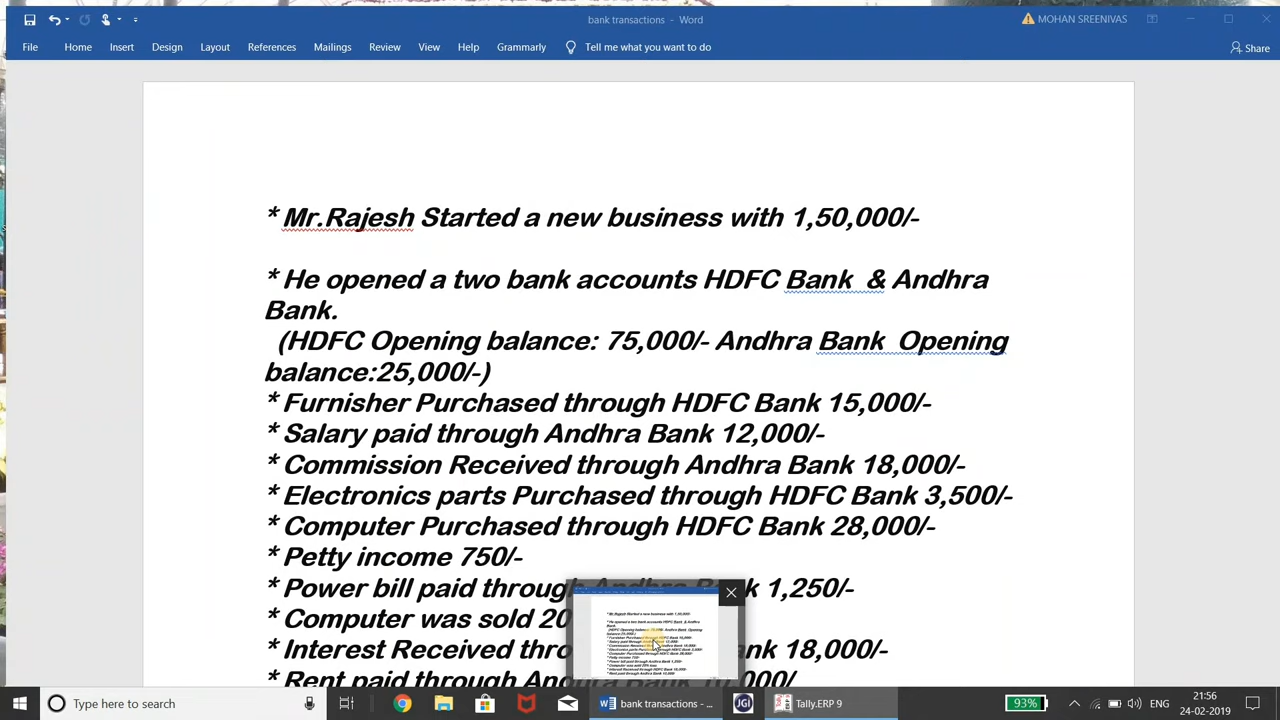 bank transactions - Word
MOHAN SREENIVAS
File Home Insert Design Layout References Mailings Review View Help Grammarly Tell me what you want to do Share
* Mr.Rajesh Started a new business with 1,50,000/-
* He opened a two bank accounts HDFC Bank & Andhra
Bank.
(HDFC Opening balance: 75,000/- Andhra Bank Opening
balance:25,000/-)
* Furnisher Purchased through HDFC Bank 15,000/-
* Salary paid through Andhra Bank 12,000/-
* Commission Received through Andhra Bank 18,000/-
* Electronics parts Purchased through HDFC Bank 3,500/-
* Computer Purchased through HDFC Bank 28,000/-
* Petty income 750/-
* Power bill paid through Andhra Bank 1,250/-
* Computer was sold 20
* Interest Received nk 18,000/-
* Rent paid through
Type here to search
bank transactions - ...
JGI
Tally.ERP 9
93%
ENG
21:56
24-02-2019